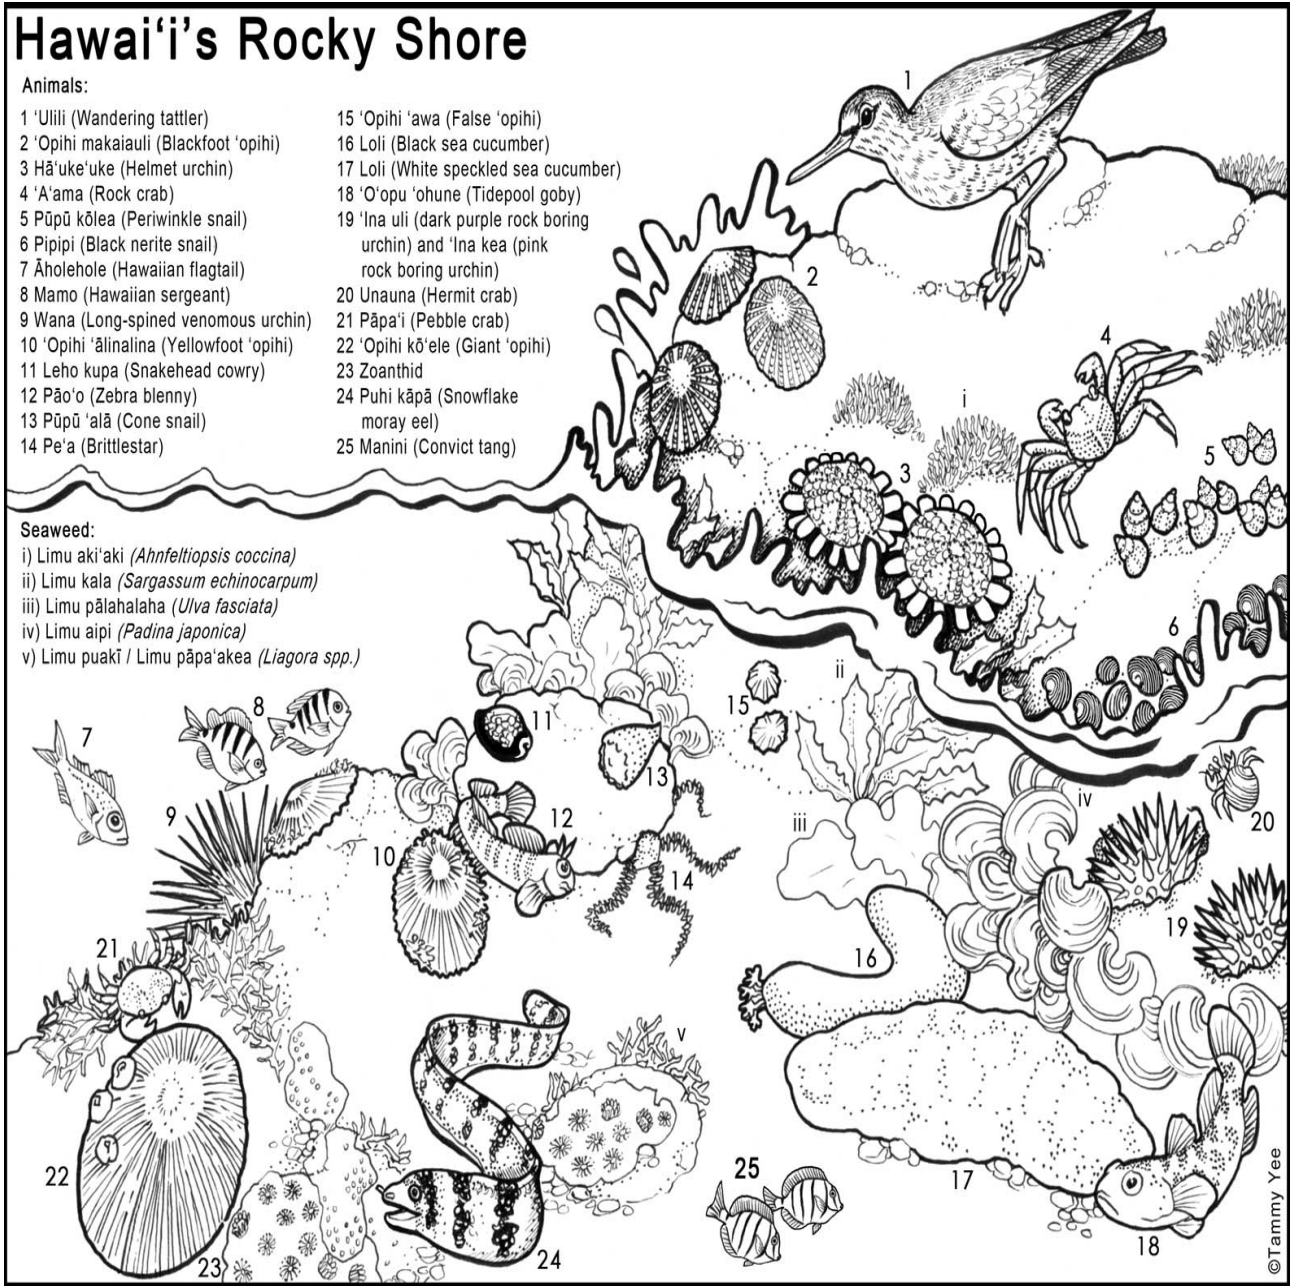 Hawai‘i’s Rocky Shore
Animals:
1 ‘Ulili (Wandering tattler)
2 ‘Opihi makaiauli (Blackfoot ‘opihi)
3 Hā‘uke‘uke (Helmet urchin)
4 ‘A‘ama (Rock crab)
5 Pūpū kōlea (Periwinkle snail)
6 Pipipi (Black nerite snail)
7 Āholehole (Hawaiian flagtail)
8 Mamo (Hawaiian sergeant)
9 Wana (Long-spined venomous urchin)
10 ‘Opihi ‘ālinalina (Yellowfoot ‘opihi)
11 Leho kupa (Snakehead cowry)
12 Pāo‘o (Zebra blenny)
13 Pūpū ‘alā (Cone snail)
14 Pe‘a (Brittlestar)
15 ‘Opihi ‘awa (False ‘opihi)
16 Loli (Black sea cucumber)
17 Loli (White speckled sea cucumber)
18 ‘O‘opu ‘ohune (Tidepool goby)
19 ‘Ina uli (dark purple rock boring
urchin) and ‘Ina kea (pink
rock boring urchin)
20 Unauna (Hermit crab)
21 Pāpa‘i (Pebble crab)
22 ‘Opihi kō‘ele (Giant ‘opihi)
23 Zoanthid
24 Puhi kāpā (Snowflake
moray eel)
25 Manini (Convict tang)
Seaweed:
i) Limu aki‘aki (Ahnfeltiopsis coccina)
ii) Limu kala (Sargassum echinocarpum)
iii) Limu pālahalaha (Ulva fasciata)
iv) Limu aipi (Padina japonica)
v) Limu puakī / Limu pāpa‘akea (Liagora spp.)
1
2
4
i
5
3
6
ii
15
8
7
11
13
iv
9
12
iii
20
10
14
19
21
16
v
22
25
17
18
23
24
©Tammy Yee